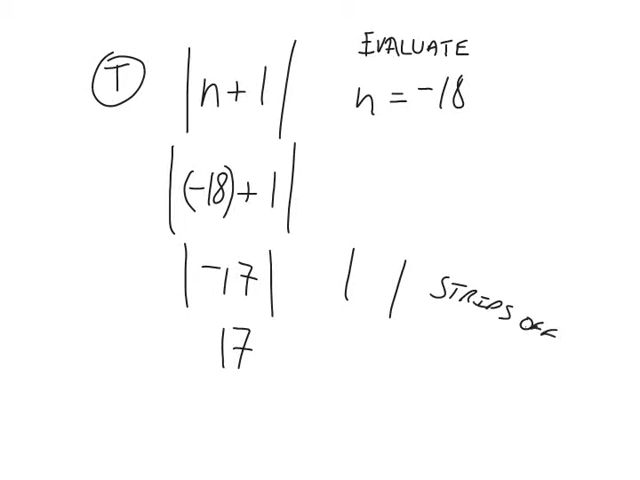 EVALUATE
T |n+1| n = -18
|(-18)+1|
|-17| | | STRIPS OFF
17